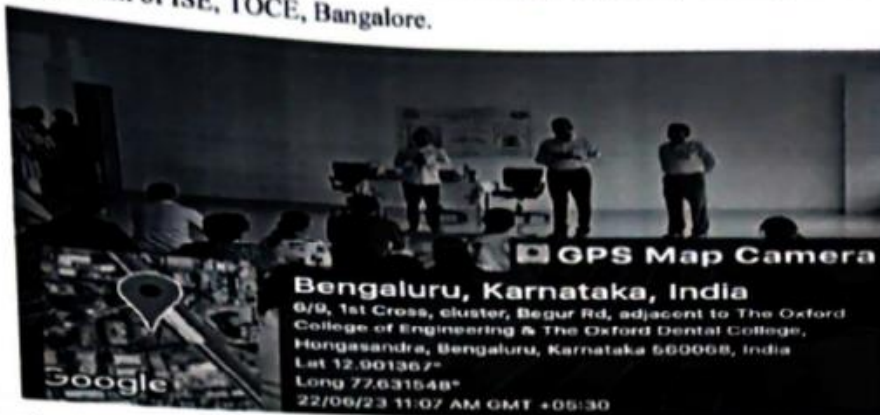 of ISE, TOCE, Bangalore.
GPS Map Camera
Bengaluru, Karnataka, India
6/9, 1st Cross, cluster, Begur Rd, adjacent to The Oxford
College of Engineering & The Oxford Dental College,
Hongasandra, Bengaluru, Karnataka 560068, India
Lat 12.901367°
Long 77.631548°
22/06/23 11:07 AM GMT +05:30
Google